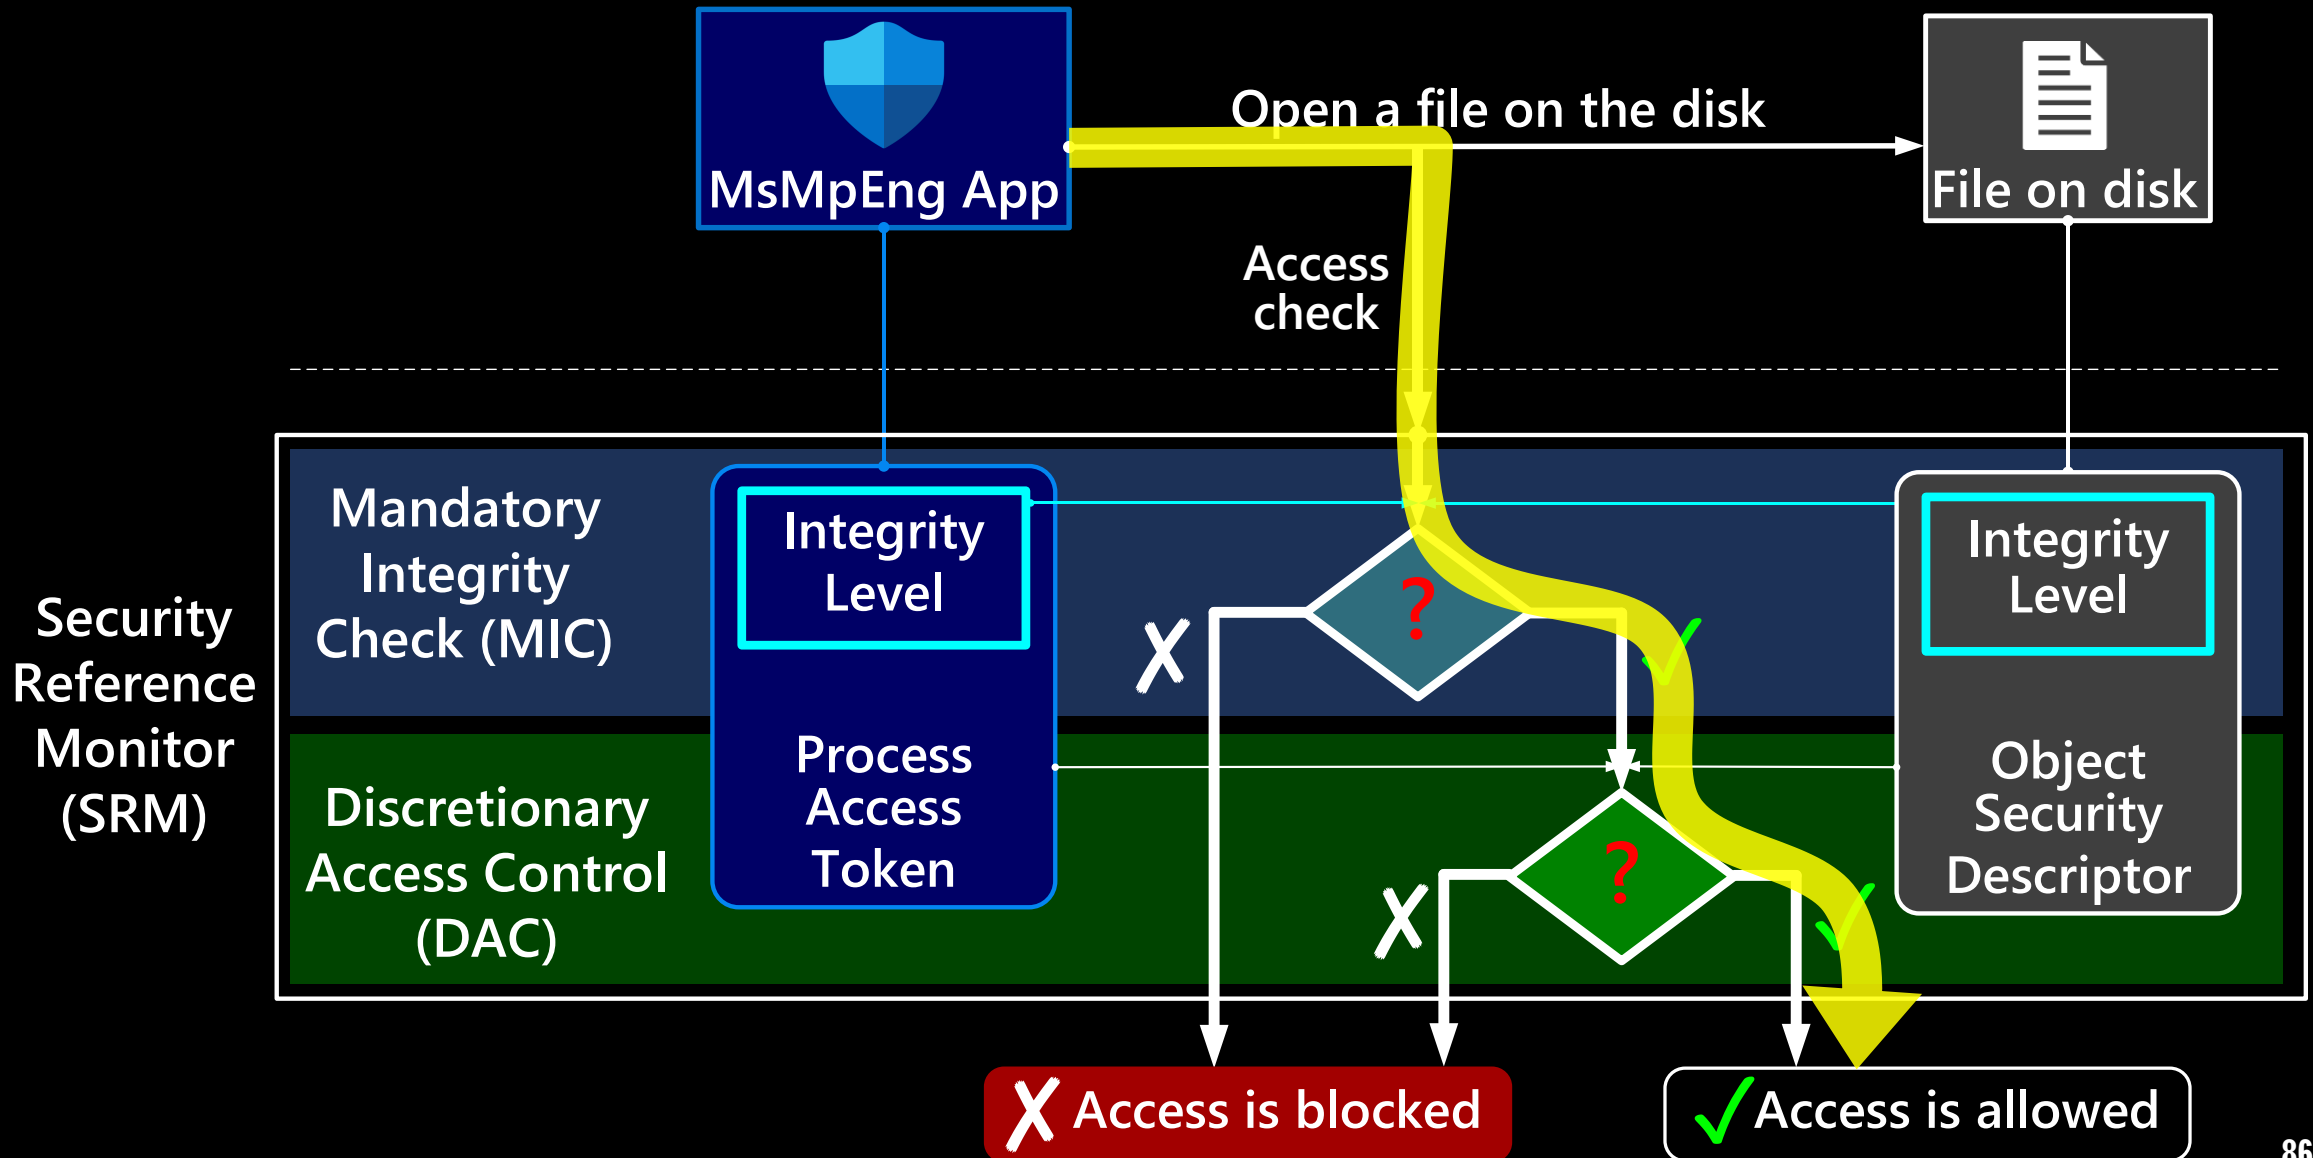 MsMpEng App
Open a file on the disk
File on disk
Access
check
Security
Reference
Monitor
(SRM)
Mandatory
Integrity
Check (MIC)
Integrity
Level
?
Integrity
Level
Discretionary
Access Control
(DAC)
Process
Access
Token
?
Object
Security
Descriptor
Access is blocked
Access is allowed
86